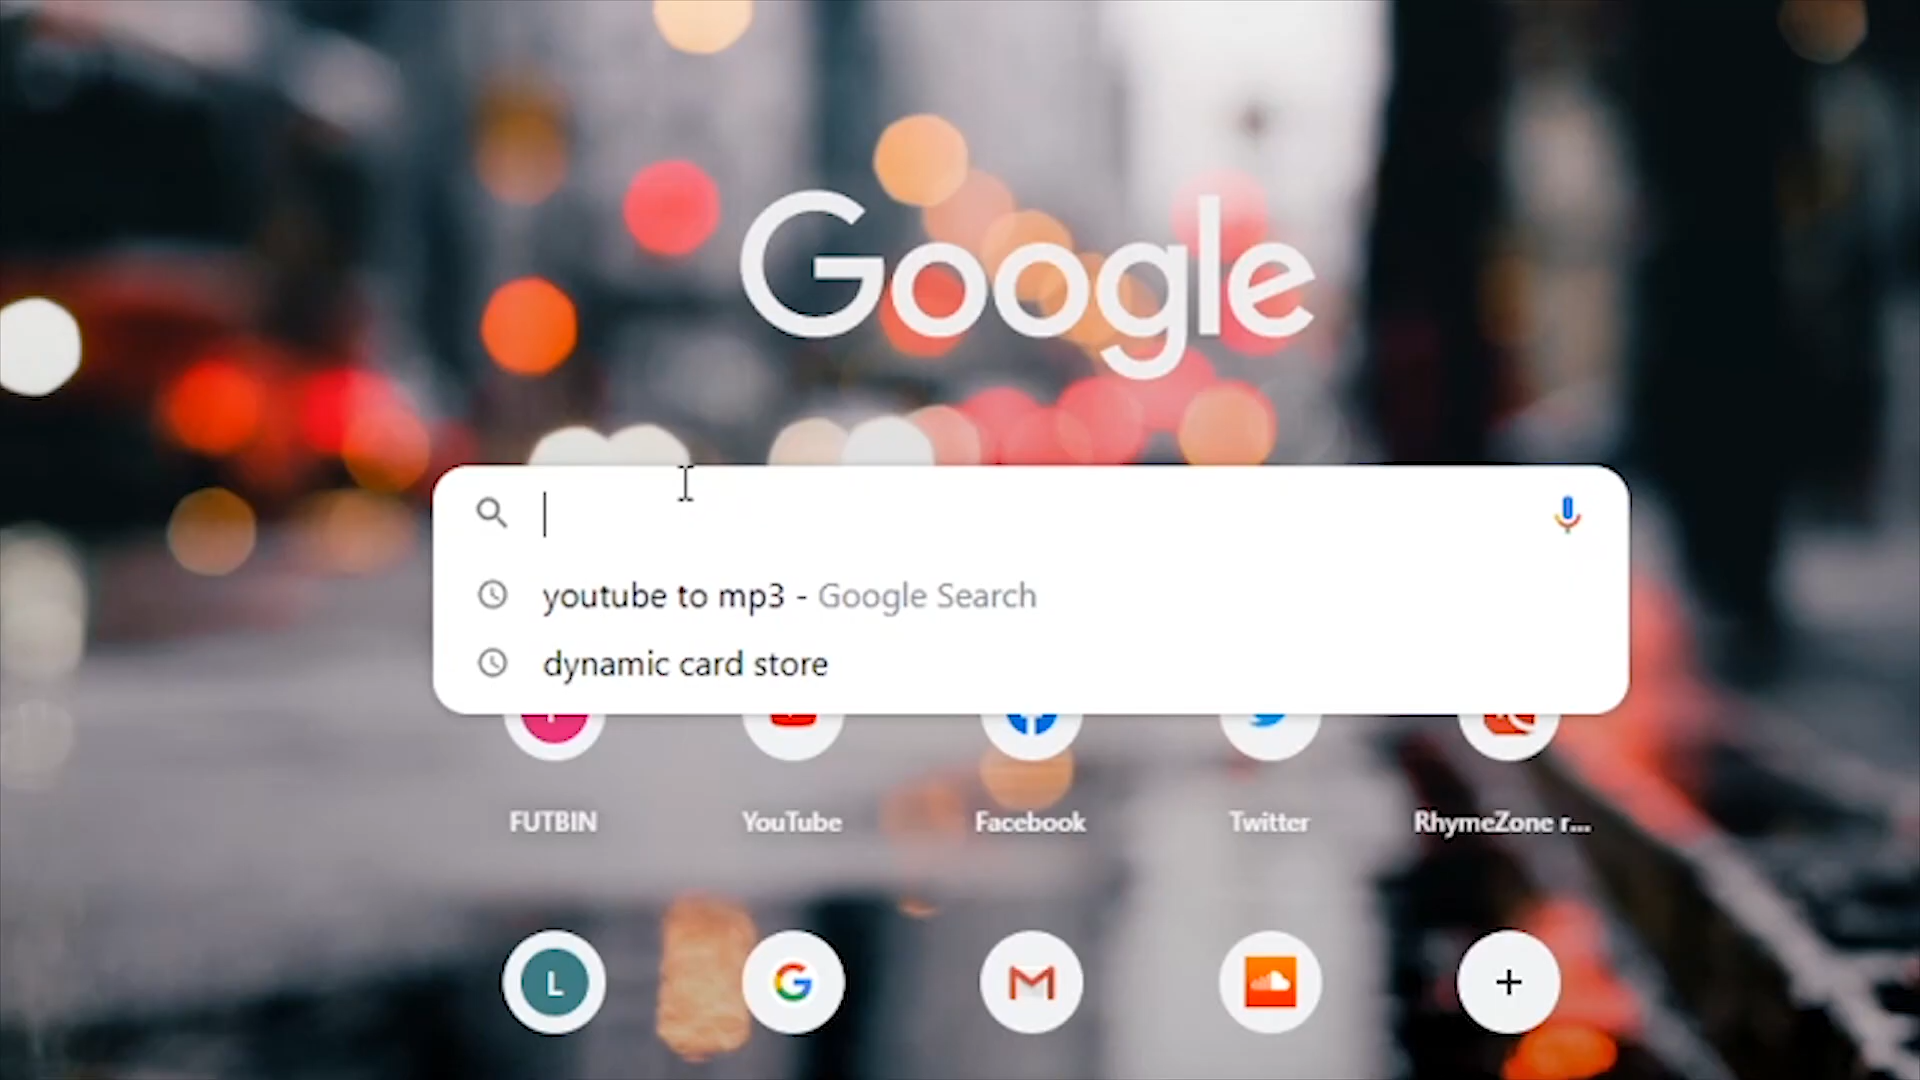 Google
youtube to mp3 - Google Search
dynamic card store
FUTBIN
YouTube
Facebook
Twitter
RhymeZone r...
L